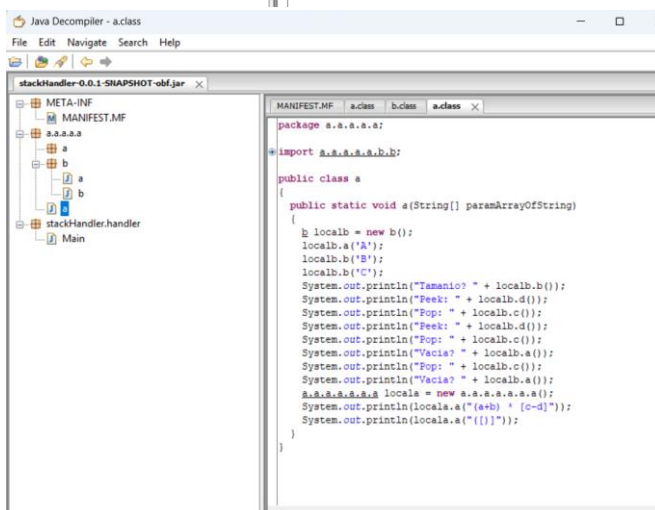 Java Decompiler - a.class
File Edit Navigate Search Help
stackHandler-0.0.1-SNAPSHOT-obf.jar
META-INF
MANIFEST.MF
a.a.a.a.a
a
b
a
b
a
stackHandler.handler
Main
MANIFEST.MF a.class b.class a.class
package a.a.a.a.a;
import a.a.a.a.a.b.b;
public class a
{
public static void a(String[] paramArrayOfString)
{
b localb = new b();
localb.a('A');
localb.b('B');
localb.b('C');
System.out.println("Tamanio? " + localb.b());
System.out.println("Peek: " + localb.d());
System.out.println("Pop: " + localb.c());
System.out.println("Peek: " + localb.d());
System.out.println("Pop: " + localb.c());
System.out.println("Vacia? " + localb.a());
System.out.println("Pop: " + localb.c());
System.out.println("Vacia? " + localb.a());
a.a.a.a.a.a.a locala = new a.a.a.a.a.a.a();
System.out.println(locala.a("(a+b) * [c-d]"));
System.out.println(locala.a("([)]"));
}
}